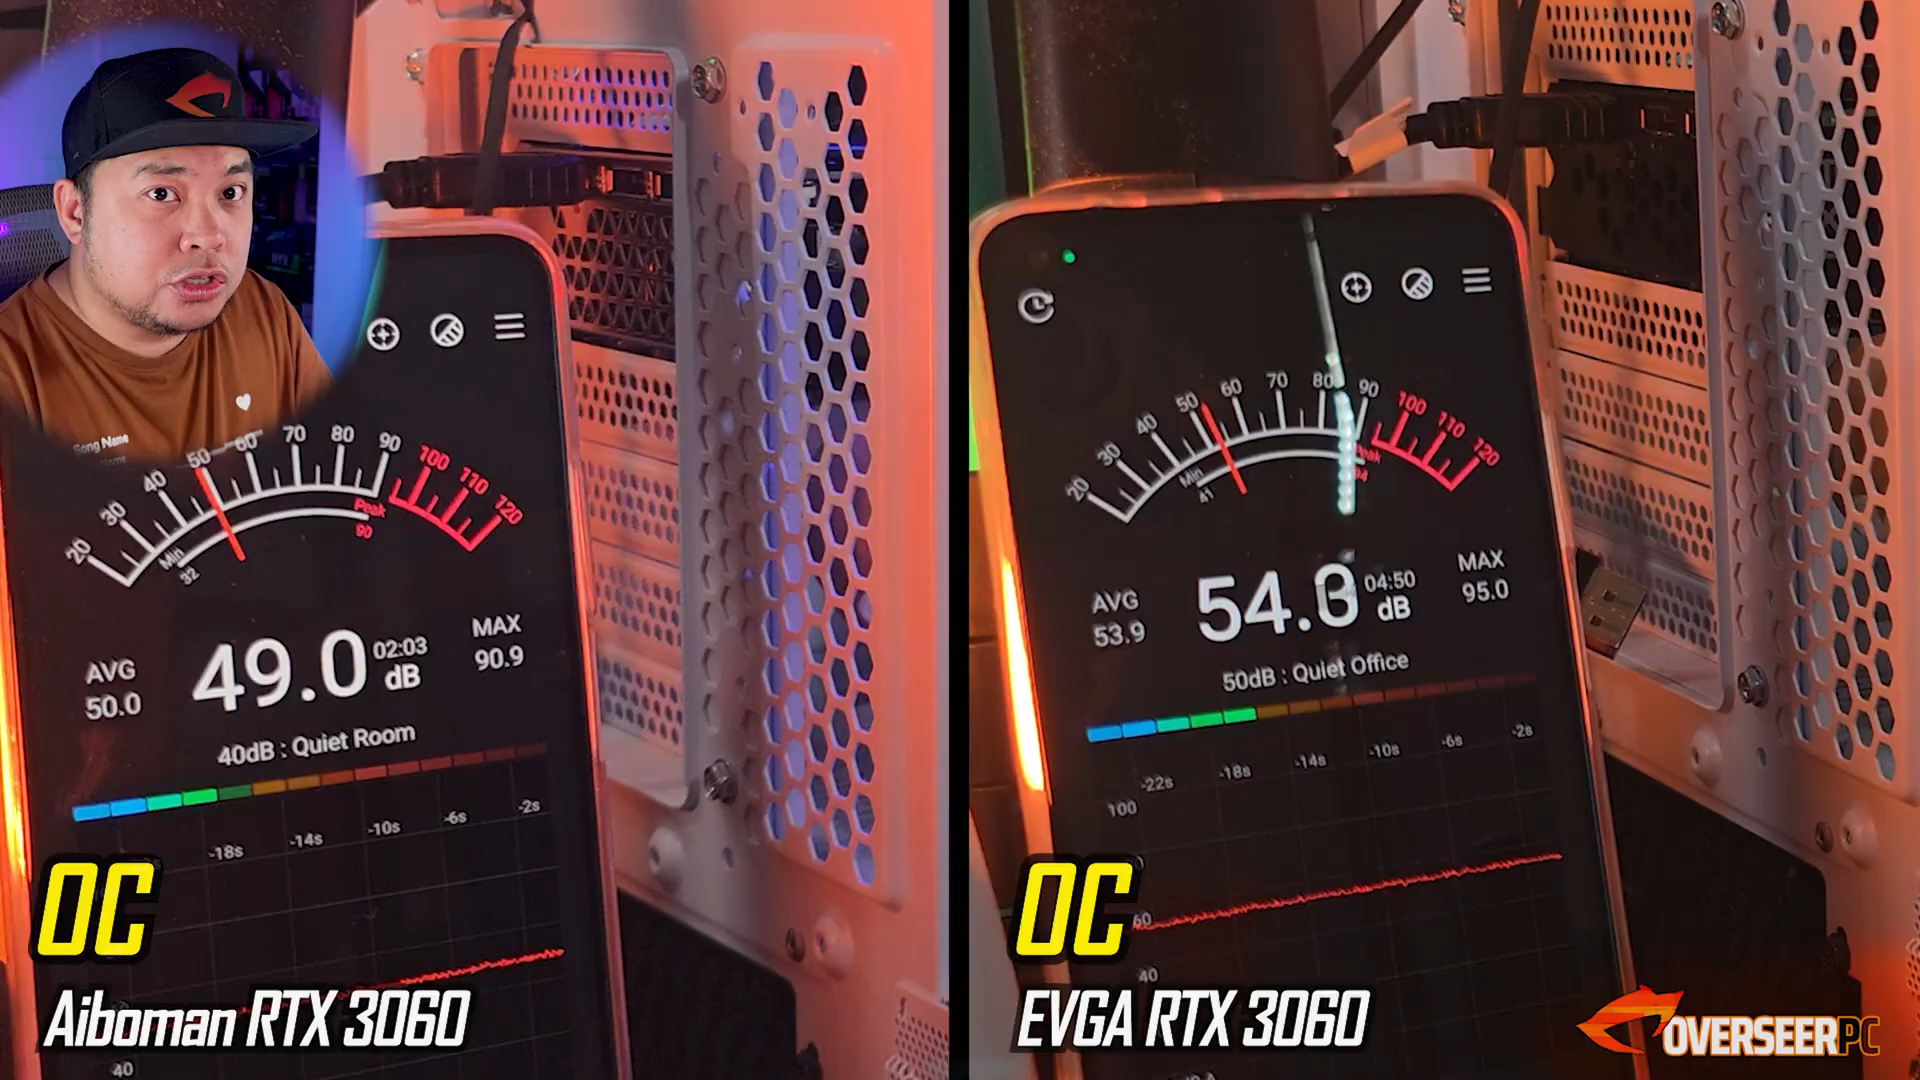 Song Name
20
30
40
50
60
70
80
90
100
110
120
Min
32
Peak
90
AVG
50.0
49.0
02:03
dB
MAX
90.9
40dB : Quiet Room
-18s
-14s
-10s
-6s
-2s
40
OC
Aiboman RTX 3060
20
30
40
50
60
70
80
90
100
110
120
Min
41
Peak
AVG
53.9
04:50
dB
MAX
95.0
50dB : Quiet Office
-22s
-18s
-14s
-10s
-6s
-2s
100
60
40
OC
EVGA RTX 3060
OVERSEERPC